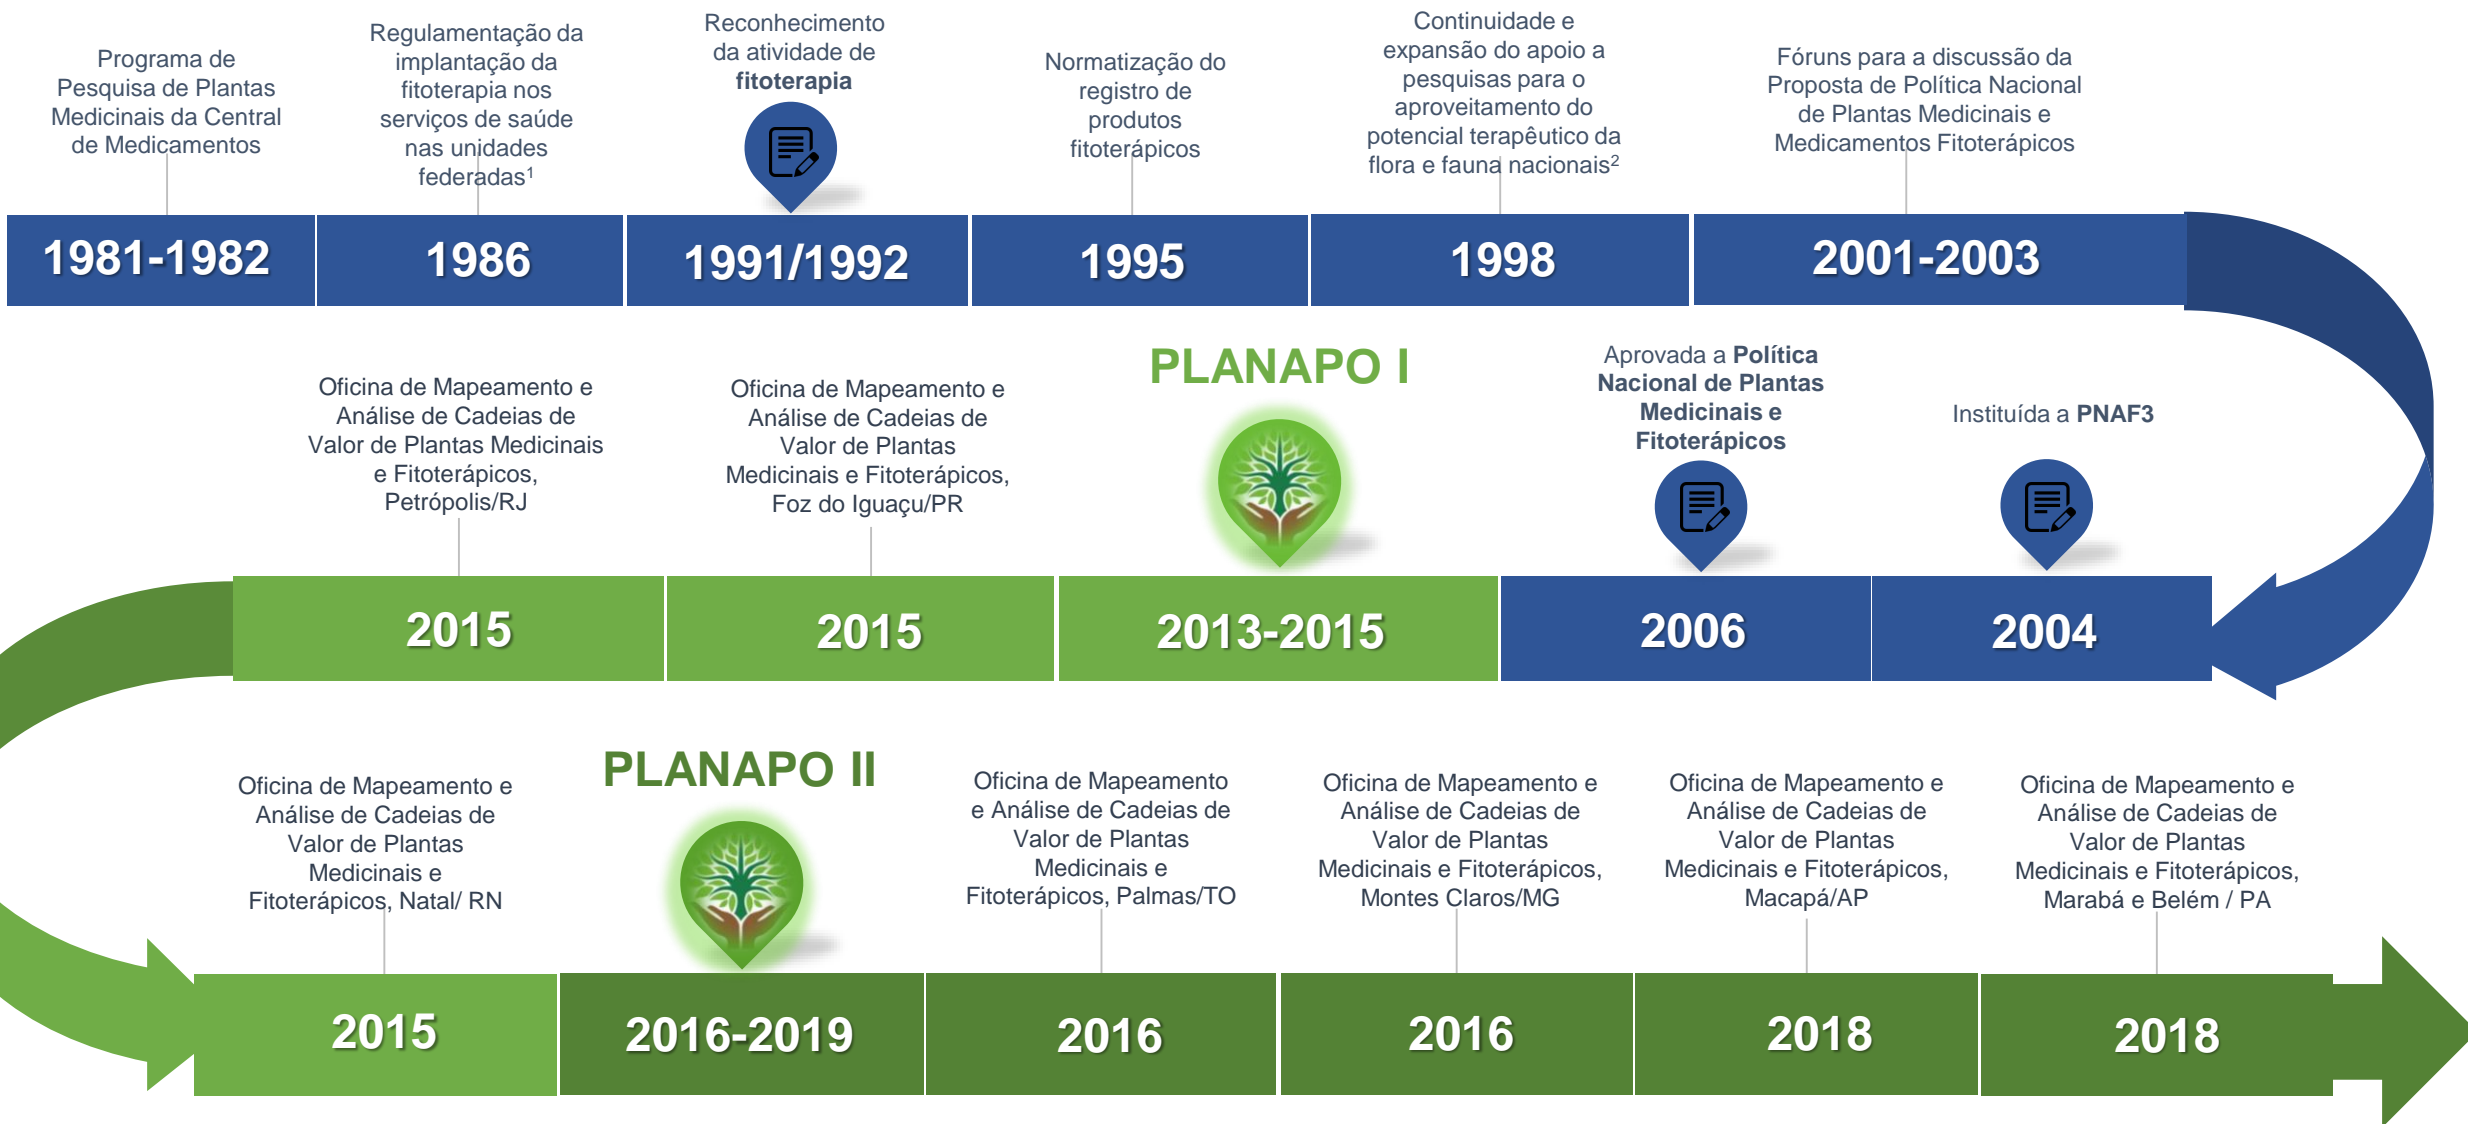 Programa de
Pesquisa de Plantas
Medicinais da Central
de Medicamentos
Regulamentação da
implantação da
fitoterapia nos
serviços de saúde
nas unidades
federadas¹
Reconhecimento
da atividade de
fitoterapia
Normatização do
registro de
produtos
fitoterápicos
Continuidade e
expansão do apoio a
pesquisas para o
aproveitamento do
potencial terapêutico da
flora e fauna nacionais²
Fóruns para a discussão da
Proposta de Política Nacional
de Plantas Medicinais e
Medicamentos Fitoterápicos
1981-1982
1986
1991/1992
1995
1998
2001-2003
Oficina de Mapeamento e
Análise de Cadeias de
Valor de Plantas Medicinais
e Fitoterápicos,
Petrópolis/RJ
Oficina de Mapeamento e
Análise de Cadeias de
Valor de Plantas
Medicinais e Fitoterápicos,
Foz do Iguaçu/PR
PLANAPO I
Aprovada a Política
Nacional de Plantas
Medicinais e
Fitoterápicos
Instituída a PNAF3
2015
2015
2013-2015
2006
2004
Oficina de Mapeamento e
Análise de Cadeias de
Valor de Plantas
Medicinais e
Fitoterápicos, Natal/ RN
PLANAPO II
Oficina de Mapeamento
e Análise de Cadeias de
Valor de Plantas
Medicinais e
Fitoterápicos, Palmas/TO
Oficina de Mapeamento e
Análise de Cadeias de
Valor de Plantas
Medicinais e Fitoterápicos,
Montes Claros/MG
Oficina de Mapeamento e
Análise de Cadeias de
Valor de Plantas
Medicinais e Fitoterápicos,
Macapá/AP
Oficina de Mapeamento e
Análise de Cadeias de
Valor de Plantas
Medicinais e Fitoterápicos,
Marabá e Belém / PA
2015
2016-2019
2016
2016
2018
2018